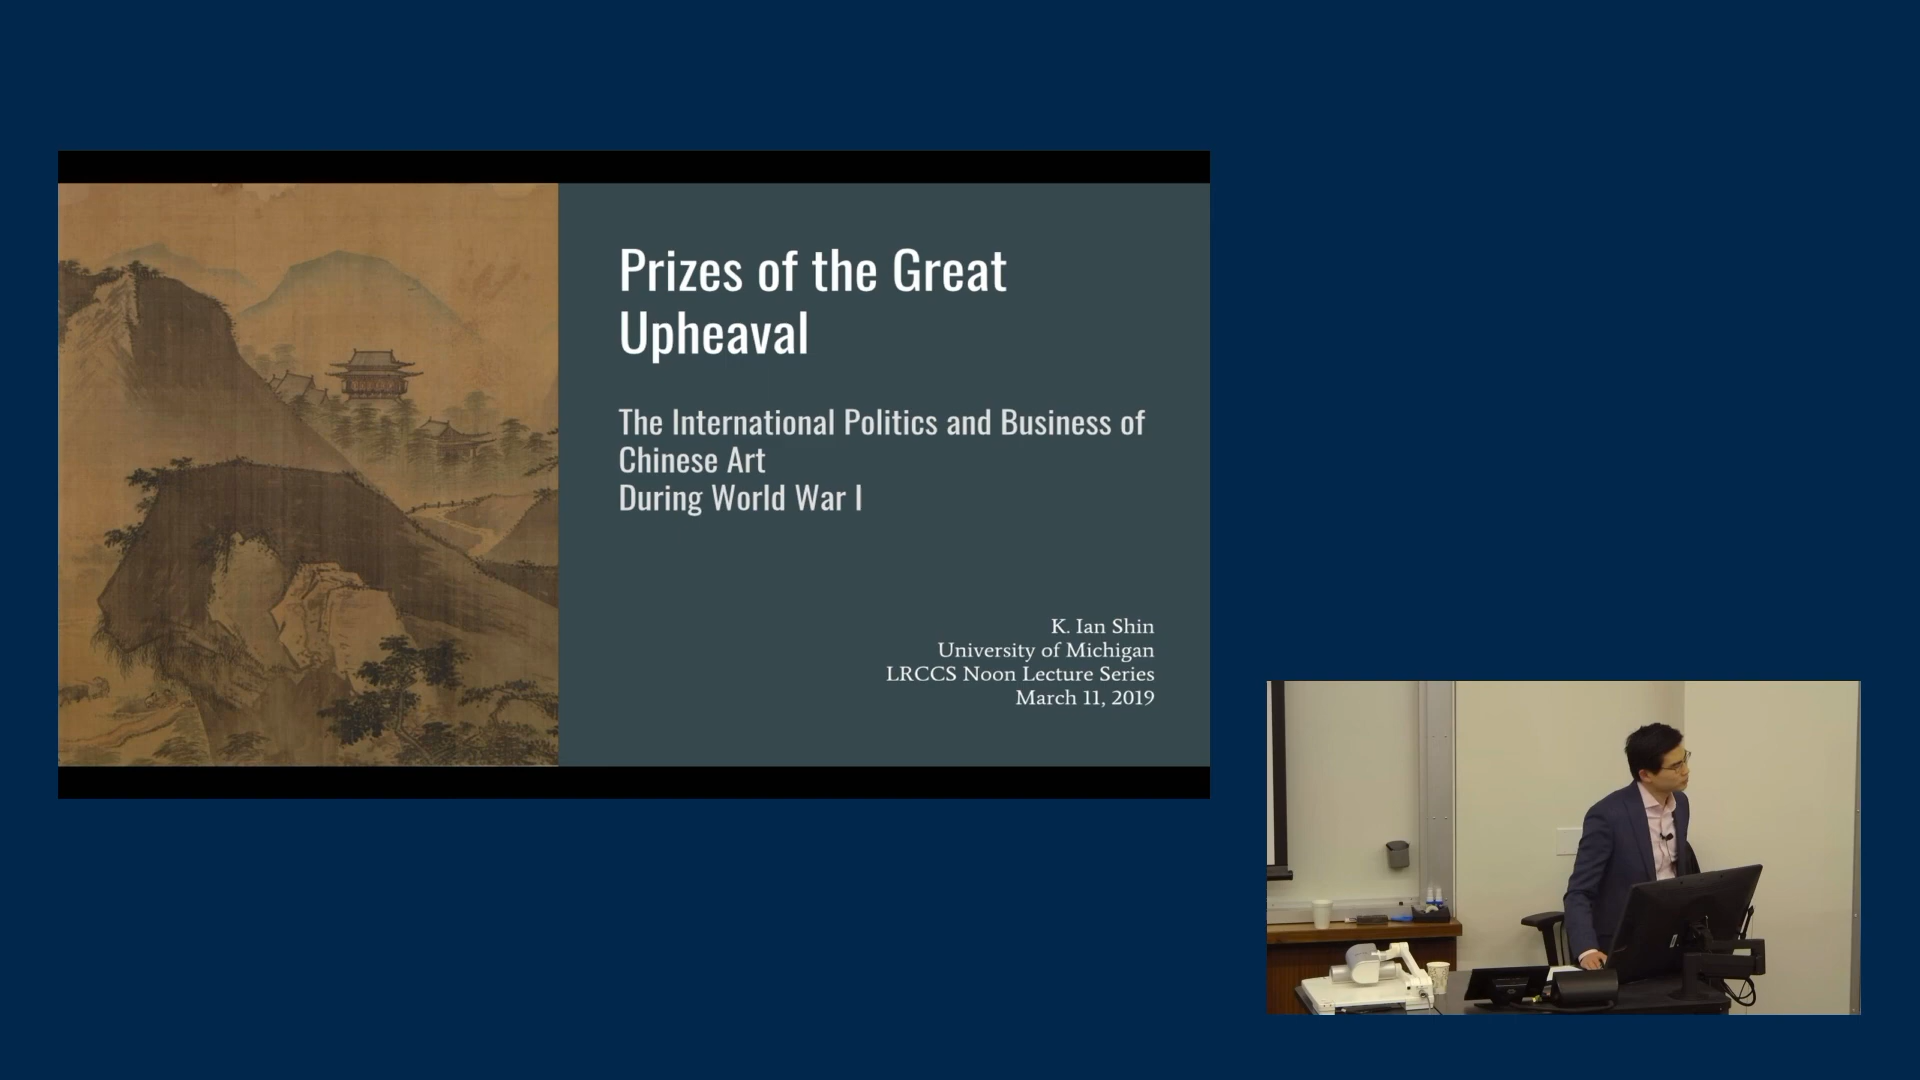 Prizes of the Great
Upheaval
The International Politics and Business of
Chinese Art
During World War I
K. Ian Shin
University of Michigan
LRCCS Noon Lecture Series
March 11, 2019